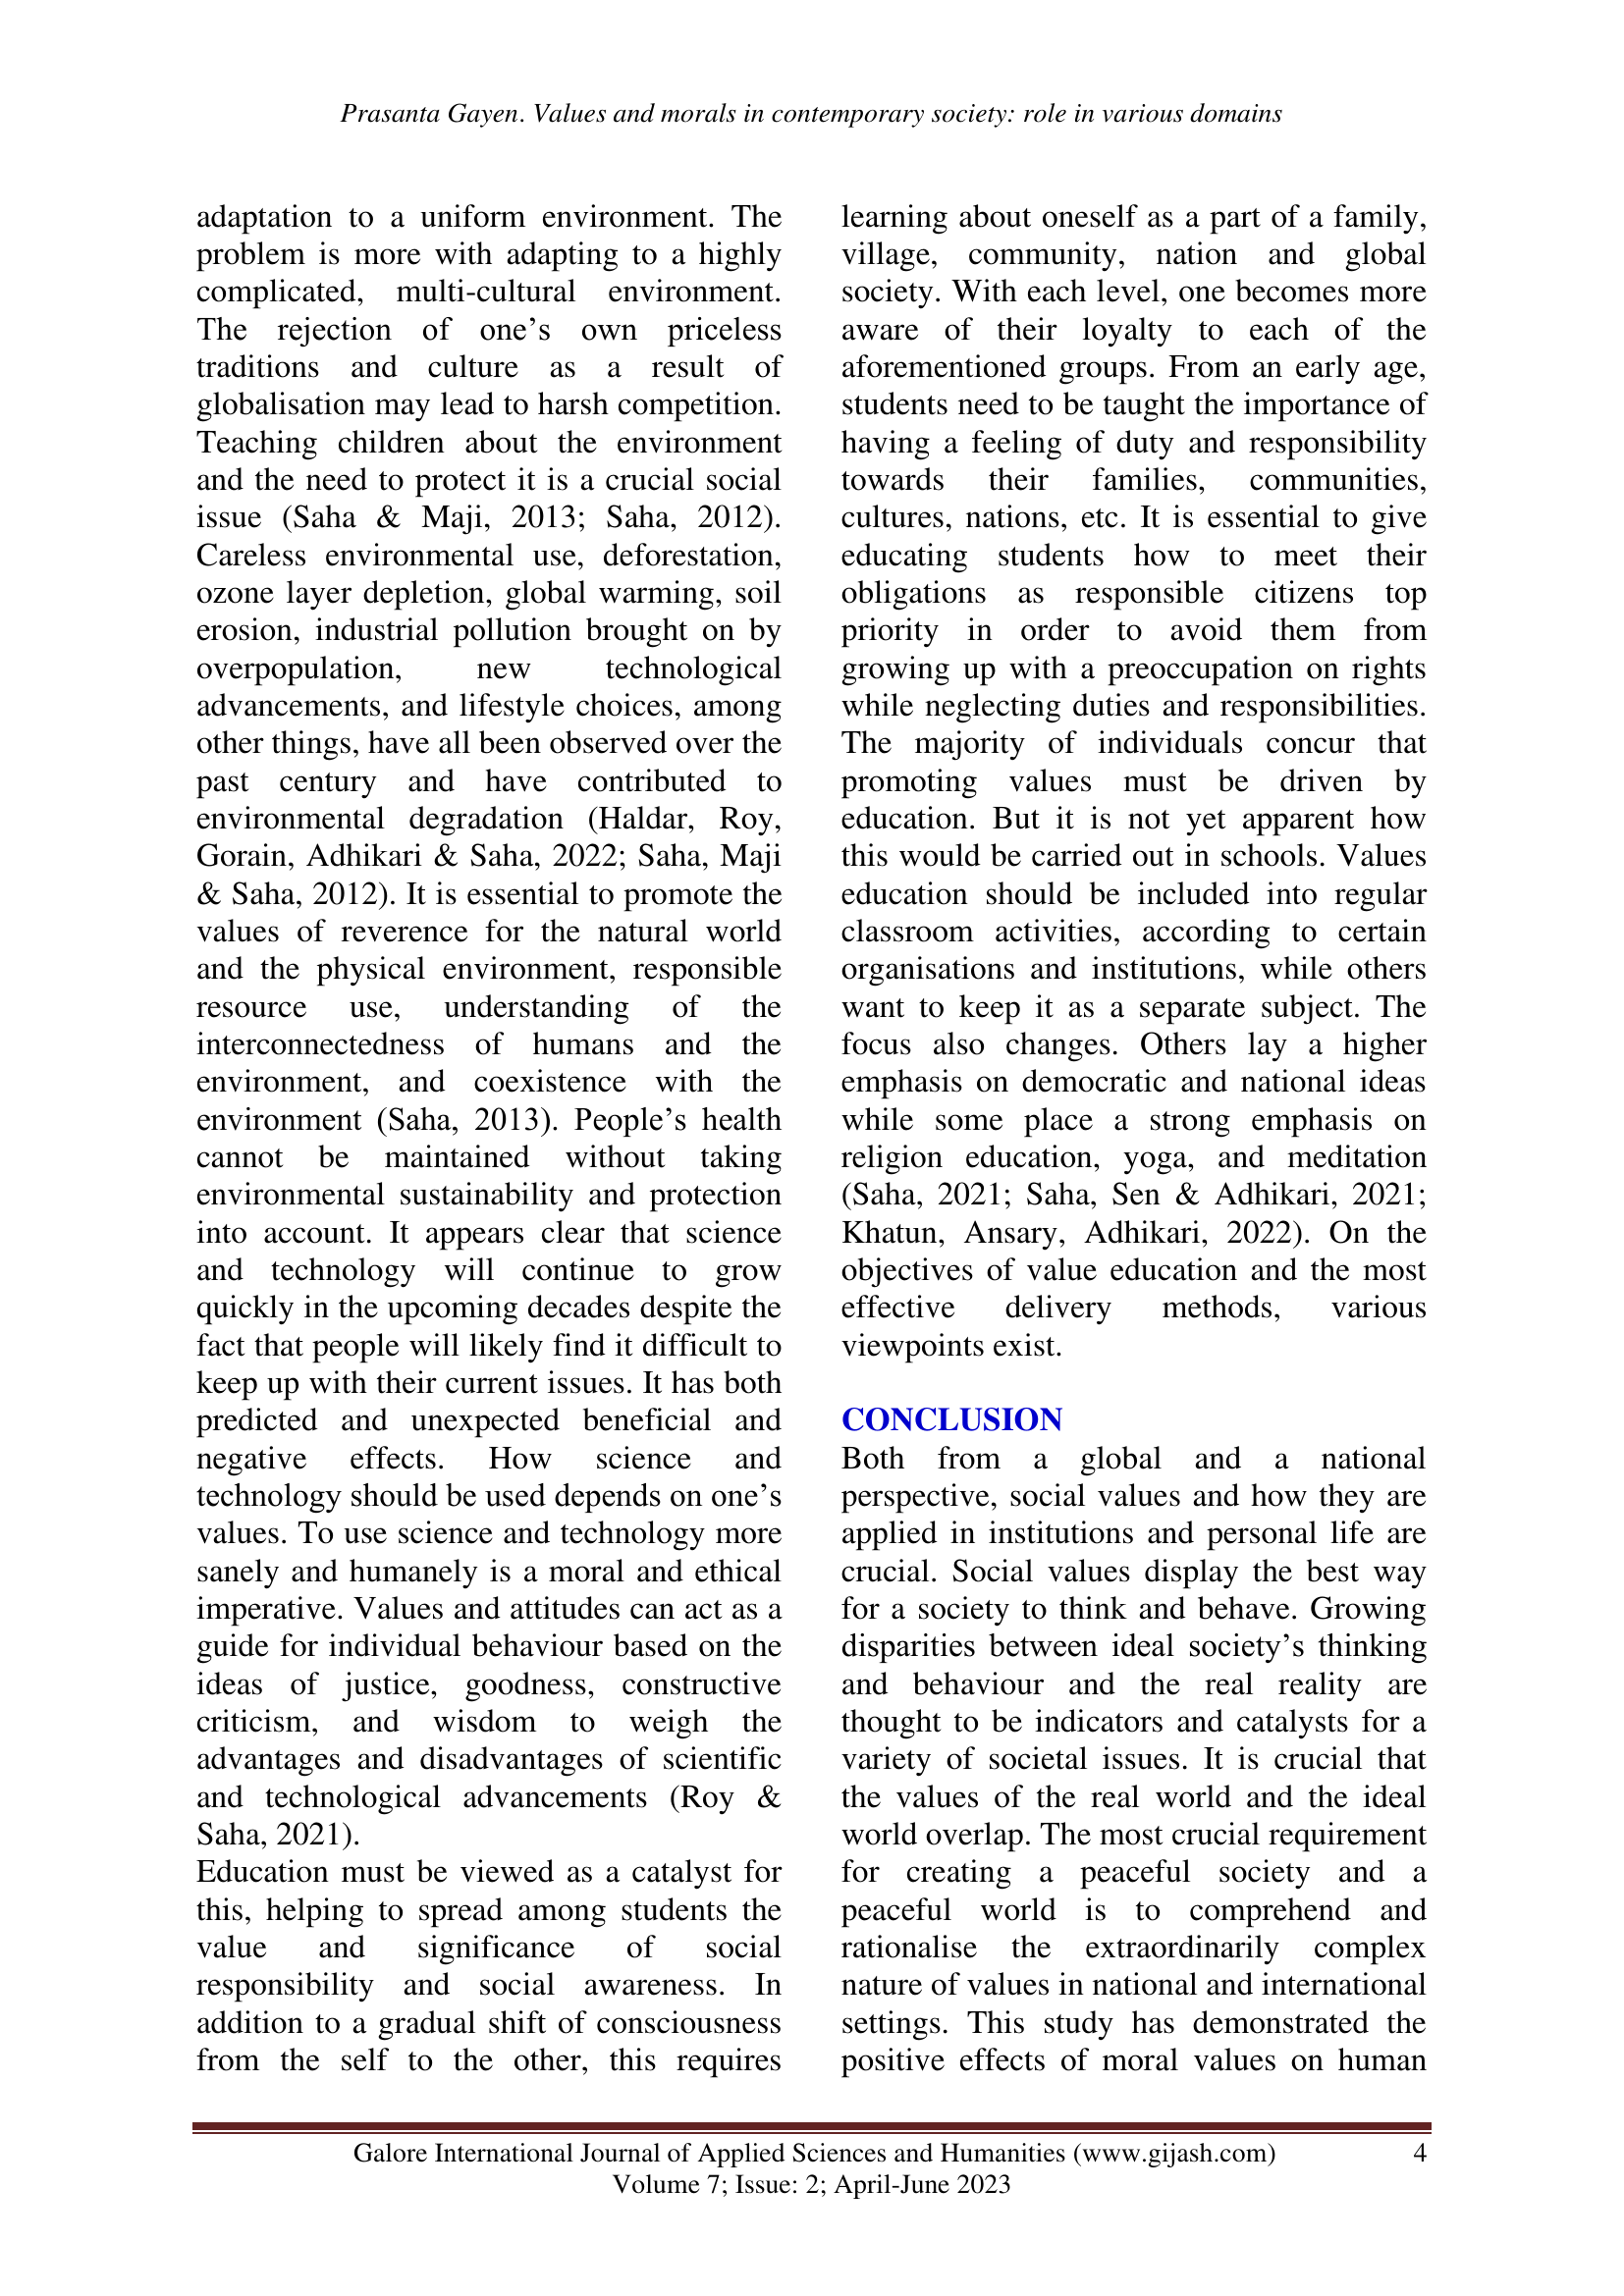 Prasanta Gayen. Values and morals in contemporary society: role in various domains
adaptation to a uniform environment. The
problem is more with adapting to a highly
complicated, multi-cultural environment.
The rejection of one’s own priceless
traditions and culture as a result of
globalisation may lead to harsh competition.
Teaching children about the environment
and the need to protect it is a crucial social
issue (Saha & Maji, 2013; Saha, 2012).
Careless environmental use, deforestation,
ozone layer depletion, global warming, soil
erosion, industrial pollution brought on by
overpopulation, new technological
advancements, and lifestyle choices, among
other things, have all been observed over the
past century and have contributed to
environmental degradation (Haldar, Roy,
Gorain, Adhikari & Saha, 2022; Saha, Maji
& Saha, 2012). It is essential to promote the
values of reverence for the natural world
and the physical environment, responsible
resource use, understanding of the
interconnectedness of humans and the
environment, and coexistence with the
environment (Saha, 2013). People’s health
cannot be maintained without taking
environmental sustainability and protection
into account. It appears clear that science
and technology will continue to grow
quickly in the upcoming decades despite the
fact that people will likely find it difficult to
keep up with their current issues. It has both
predicted and unexpected beneficial and
negative effects. How science and
technology should be used depends on one’s
values. To use science and technology more
sanely and humanely is a moral and ethical
imperative. Values and attitudes can act as a
guide for individual behaviour based on the
ideas of justice, goodness, constructive
criticism, and wisdom to weigh the
advantages and disadvantages of scientific
and technological advancements (Roy &
Saha, 2021).
Education must be viewed as a catalyst for
this, helping to spread among students the
value and significance of social
responsibility and social awareness. In
addition to a gradual shift of consciousness
from the self to the other, this requires
learning about oneself as a part of a family,
village, community, nation and global
society. With each level, one becomes more
aware of their loyalty to each of the
aforementioned groups. From an early age,
students need to be taught the importance of
having a feeling of duty and responsibility
towards their families, communities,
cultures, nations, etc. It is essential to give
educating students how to meet their
obligations as responsible citizens top
priority in order to avoid them from
growing up with a preoccupation on rights
while neglecting duties and responsibilities.
The majority of individuals concur that
promoting values must be driven by
education. But it is not yet apparent how
this would be carried out in schools. Values
education should be included into regular
classroom activities, according to certain
organisations and institutions, while others
want to keep it as a separate subject. The
focus also changes. Others lay a higher
emphasis on democratic and national ideas
while some place a strong emphasis on
religion education, yoga, and meditation
(Saha, 2021; Saha, Sen & Adhikari, 2021;
Khatun, Ansary, Adhikari, 2022). On the
objectives of value education and the most
effective delivery methods, various
viewpoints exist.
CONCLUSION
Both from a global and a national
perspective, social values and how they are
applied in institutions and personal life are
crucial. Social values display the best way
for a society to think and behave. Growing
disparities between ideal society’s thinking
and behaviour and the real reality are
thought to be indicators and catalysts for a
variety of societal issues. It is crucial that
the values of the real world and the ideal
world overlap. The most crucial requirement
for creating a peaceful society and a
peaceful world is to comprehend and
rationalise the extraordinarily complex
nature of values in national and international
settings. This study has demonstrated the
positive effects of moral values on human
Galore International Journal of Applied Sciences and Humanities (www.gijash.com) 4
Volume 7; Issue: 2; April-June 2023